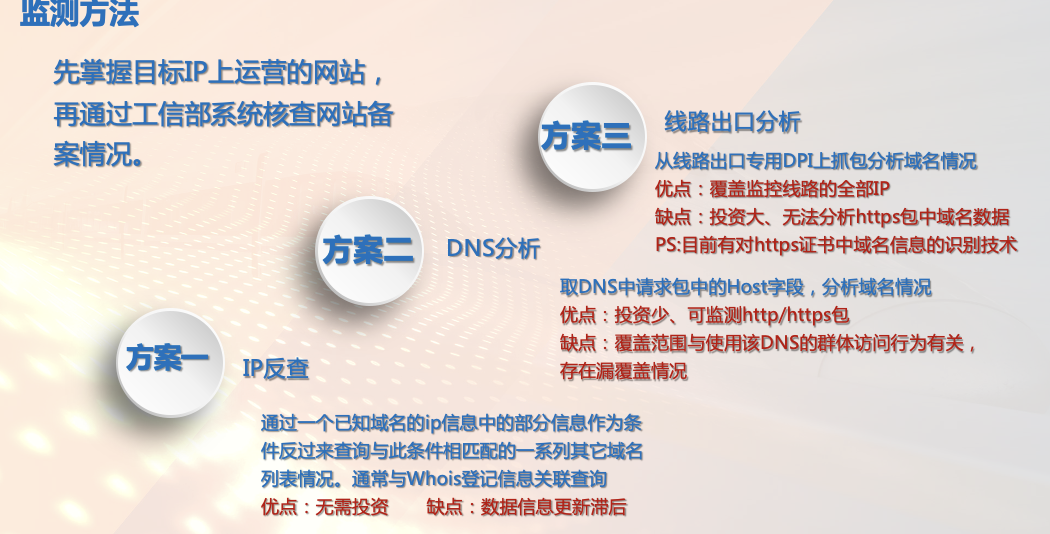 监测方法
先掌握目标IP上运营的网站，
再通过工信部系统核查网站备
案情况。
方案三
线路出口分析
从线路出口专用DPI上抓包分析域名情况
优点：覆盖监控线路的全部IP
缺点：投资大、无法分析https包中域名数据
PS:目前有对https证书中域名信息的识别技术
方案二
DNS分析
取DNS中请求包中的Host字段，分析域名情况
优点：投资少、可监测http/https包
缺点：覆盖范围与使用该DNS的群体访问行为有关，
存在漏覆盖情况
方案一
IP反查
通过一个已知域名的ip信息中的部分信息作为条
件反过来查询与此条件相匹配的一系列其它域名
列表情况。通常与Whois登记信息关联查询
优点：无需投资 缺点：数据信息更新滞后